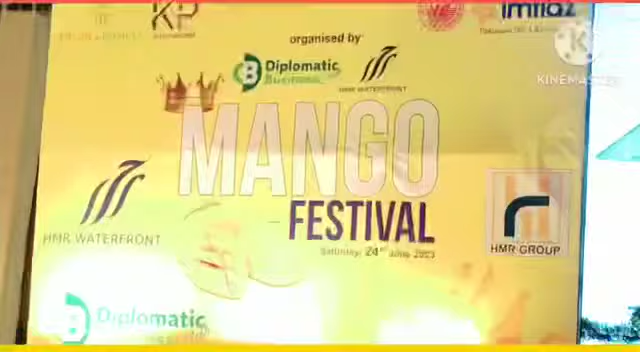 KP
imtiaz
KINEMASTER
organised by:
Diplomatic
Business
HMR WATERFRONT
MANGO
FESTIVAL
Saturday, 24th June 2023
HMR WATERFRONT
HMR GROUP
Diplomatic